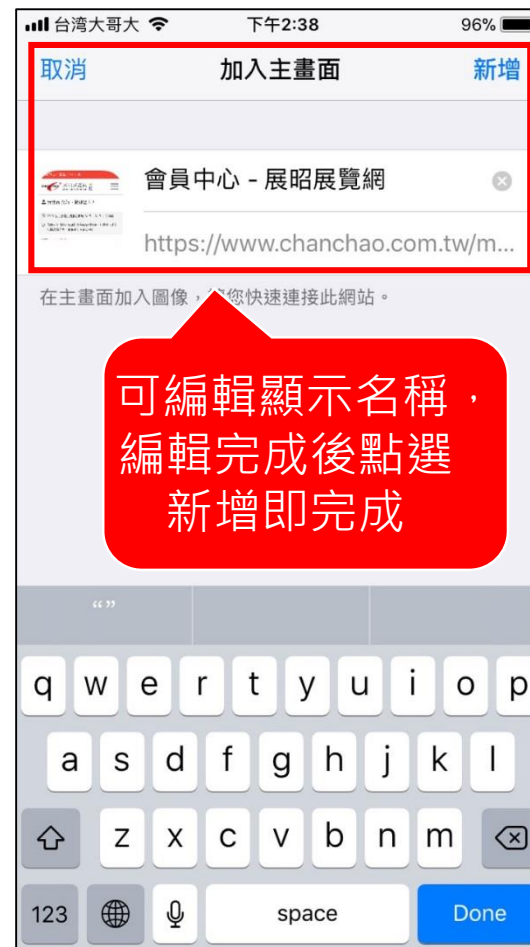 台湾大哥大 下午2:38 96%
取消 加入主畫面 新增
會員中心 - 展昭展覽網
https://www.chanchao.com.tw/m...
在主畫面加入圖像，您快速連接此網站。
可編輯顯示名稱，
編輯完成後點選
新增即完成
“”
q w e r t y u i o p
a s d f g h j k l
z x c v b n m
123 space Done